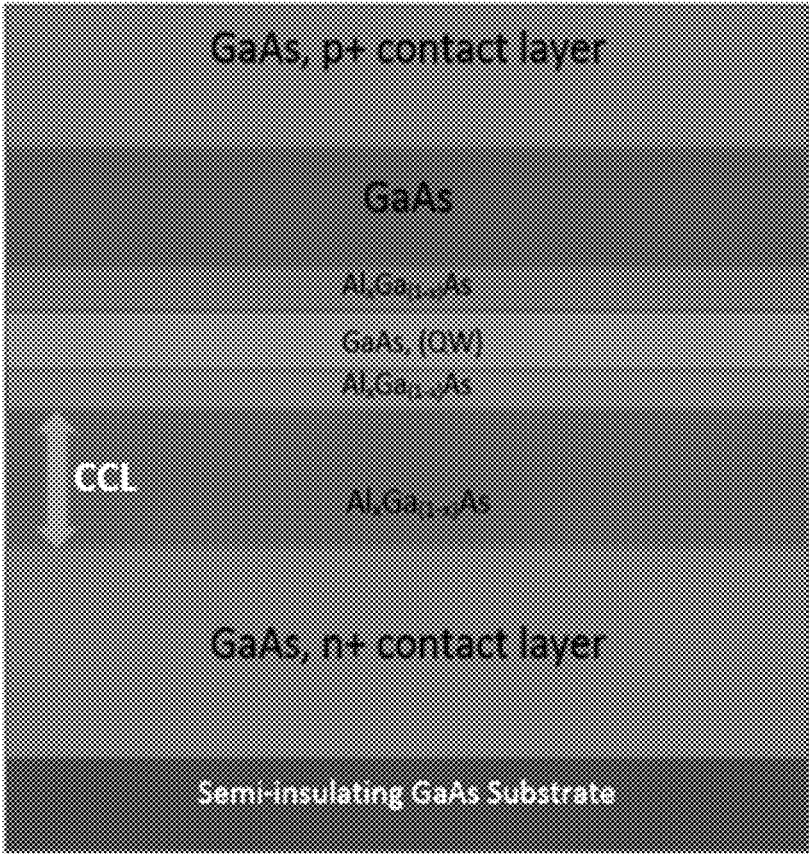 GaAs, p+ contact layer
GaAs
AlₓGa₍₁₋ₓ₎As
GaAs, (QW)
AlₓGa₍₁₋ₓ₎As
CCL
AlₓGa₍₁₋ₓ₎As
GaAs, n+ contact layer
Semi-insulating GaAs Substrate